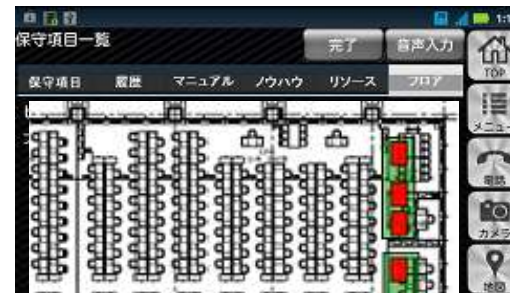 1:1
保守項目一覧
完了
音声入力
TOP
保守項目
履歴
マニュアル
ノウハウ
リソース
フロア
メニュー
電話
カメラ
地図